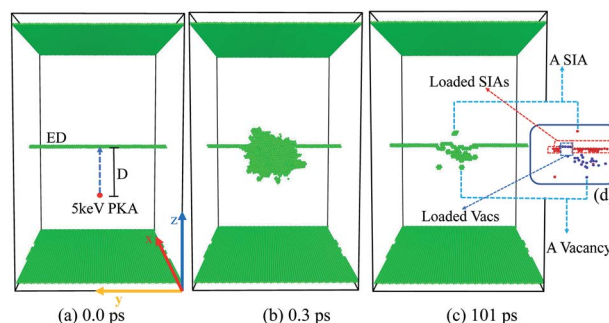 A SIA
Loaded SIAs
ED
D
5keV PKA
(d
Loaded Vacs
A Vacancy
z
x
y
(a) 0.0 ps
(b) 0.3 ps
(c) 101 ps